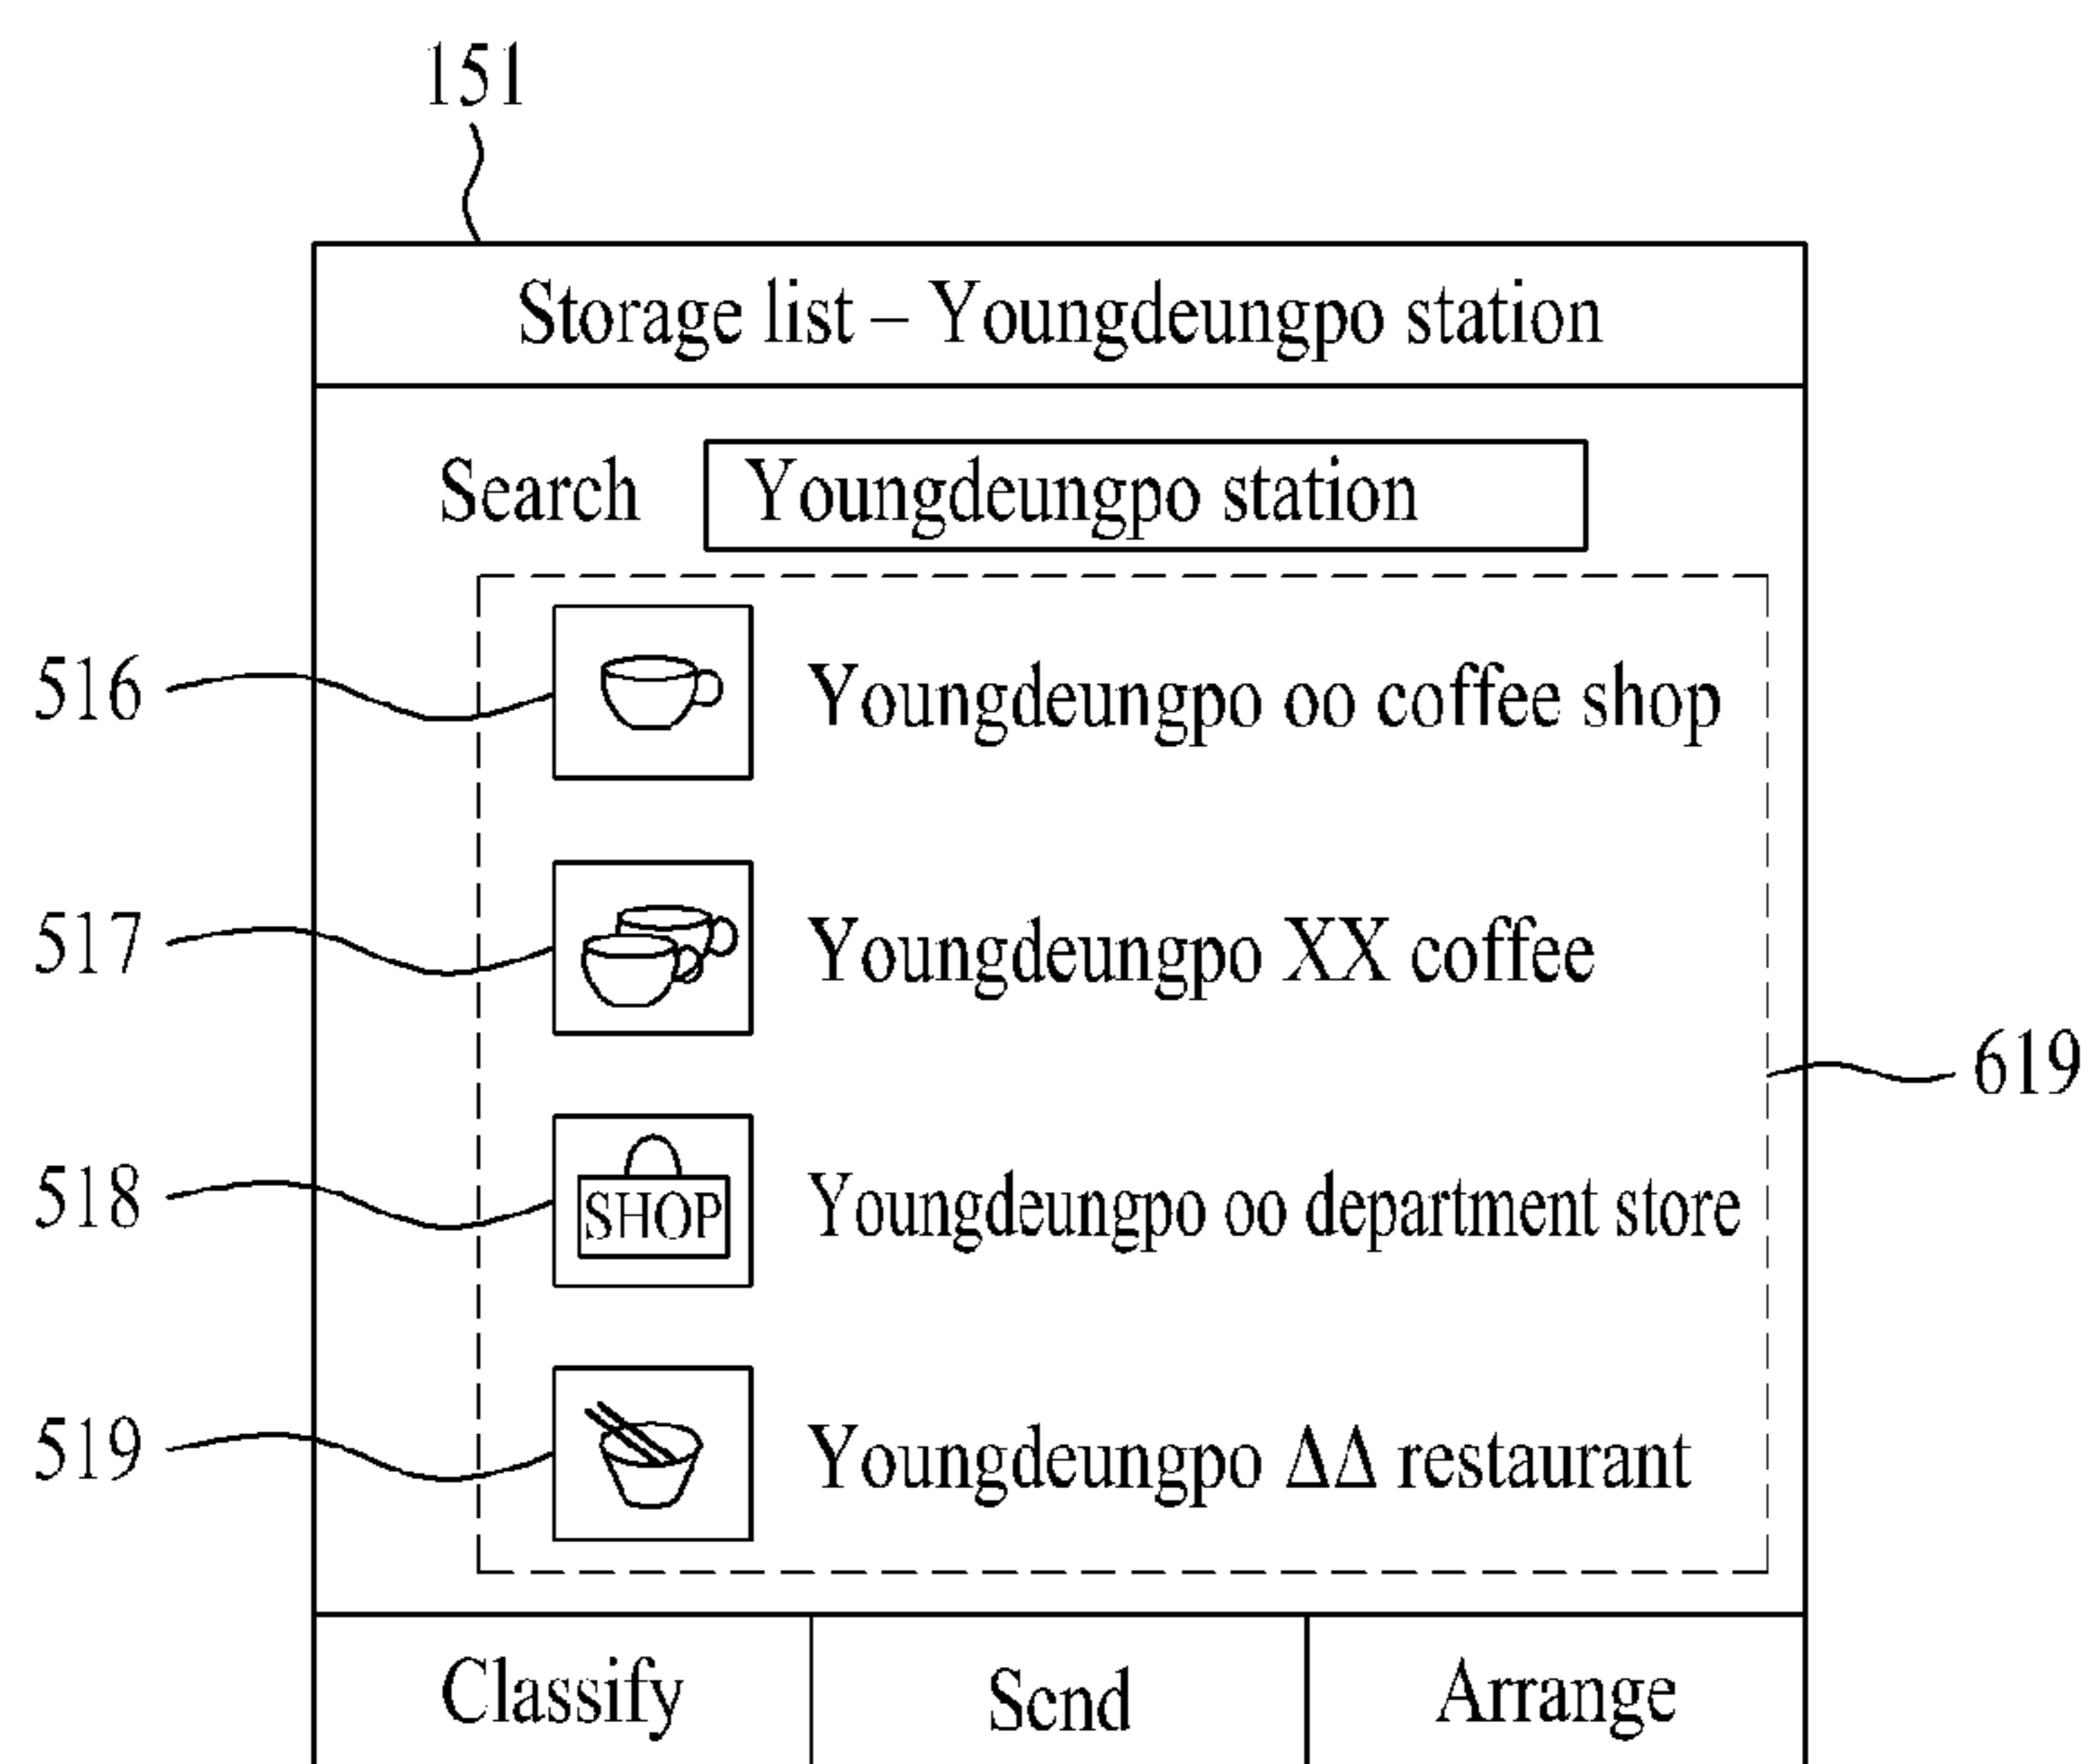 151
Storage list – Youngdeungpo station
Search Youngdeungpo station
516 Youngdeungpo oo coffee shop
517 Youngdeungpo XX coffee
619
518 SHOP Youngdeungpo oo department store
519 Youngdeungpo ΔΔ restaurant
Classify Send Arrange